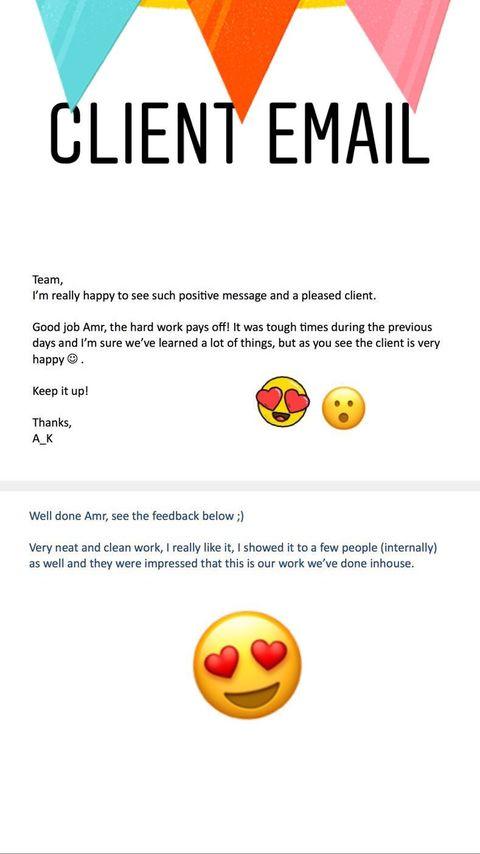 CLIENT EMAIL
Team,
I'm really happy to see such positive message and a pleased client.
Good job Amr, the hard work pays off! It was tough times during the previous
days and I'm sure we've learned a lot of things, but as you see the client is very
happy ☺ .
Keep it up!
Thanks,
A_K
Well done Amr, see the feedback below ;)
Very neat and clean work, I really like it, I showed it to a few people (internally)
as well and they were impressed that this is our work we've done inhouse.